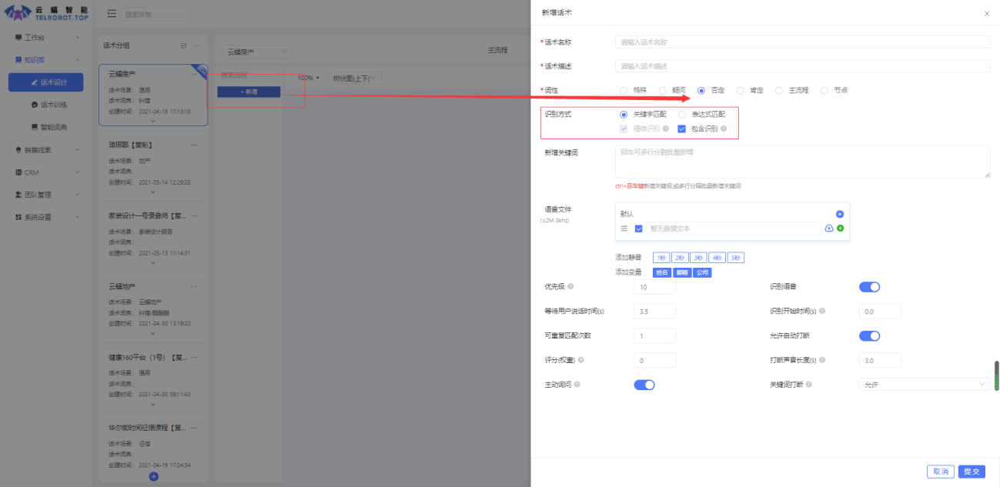 云蝠智能
TELROBOT.TOP
搜索菜单
工作台
知识库
话术设计
话术训练
智能词典
销售线索
CRM
团队管理
系统设置
话术分组
云蝠房产
话术场景: 通用
话术词典: 纠错
创建时间: 2021-04-19 17:13:18
琅琊郡【复制】
话术场景: 地产
话术词典:
创建时间: 2021-05-14 12:29:28
家装设计一号录音师【复...
话术场景: 家装设计服务
话术词典:
创建时间: 2021-05-13 11:14:01
云蝠地产
话术场景: 云蝠地产
话术词典: 纠错/酷酷酷
创建时间: 2021-04-30 13:19:20
健康160平台（1号）【复...
话术场景: 通用
话术词典:
创建时间: 2021-04-30 09:11:43
华尔街时间征信课程【复...
话术场景: 征信
话术词典:
创建时间: 2021-04-19 17:24:34
云蝠房产
主流程
搜索流程
+ 新增
100%
树状图(上下)
新增话术
*话术名称
请输入话术名称
*话术描述
请输入话术描述
*词性
特殊 疑问 否定 肯定 主流程 节点
识别方式
关键字匹配 表达式匹配
精确识别 包含识别
新增关键词
回车可多行分割批量新增
ctrl+回车键新增关键词,或多行分隔批量新增关键词
语音文件
(≤2M 8khz)
默认
暂无音频文本
添加静音 1秒 2秒 3秒 4秒 5秒
添加变量 姓名 邮箱 公司
优先级 10 识别语音
等待用户说话时间(s) 3.5 识别开始时间(s) 0.0
可重复匹配次数 1 允许自动打断
评分(权重) 0 打断声音长度(s) 3.0
主动询问 关键词打断 允许
取消 提交